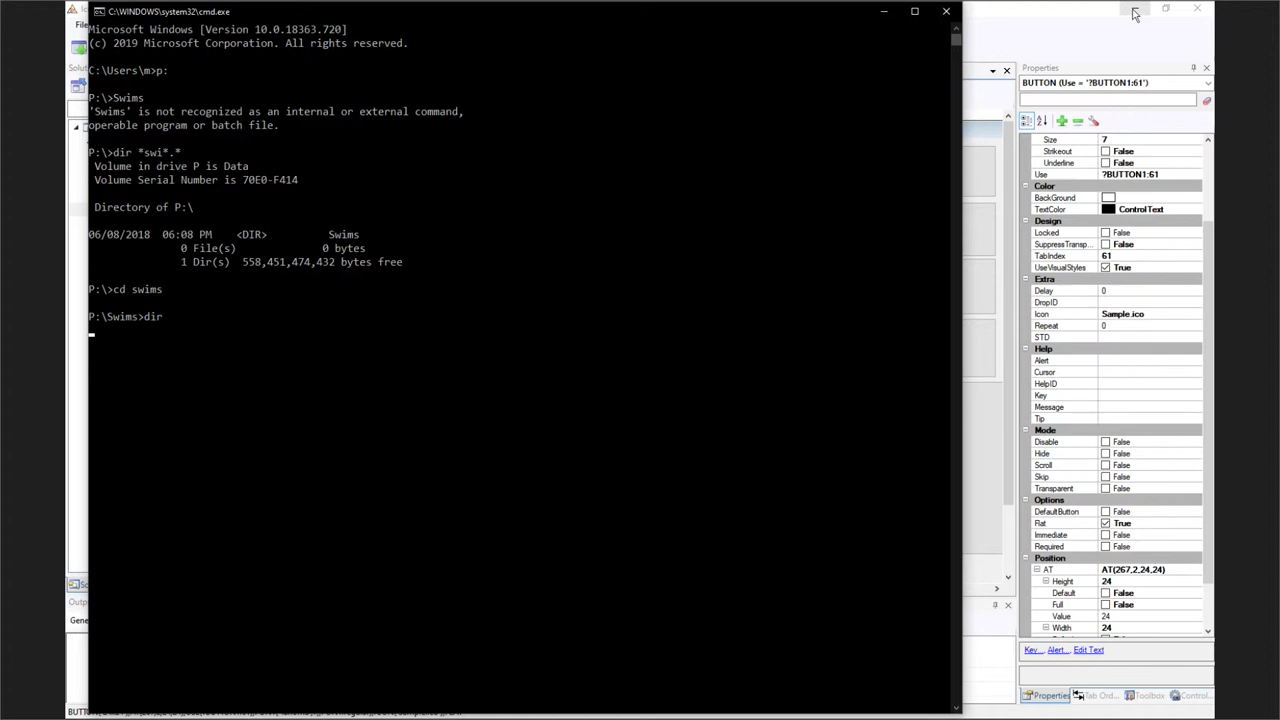 C:\WINDOWS\system32\cmd.exe
Microsoft Windows [Version 10.0.18363.720]
(c) 2019 Microsoft Corporation. All rights reserved.
C:\Users\m>p:
P:\>Swims
'Swims' is not recognized as an internal or external command,
operable program or batch file.
P:\>dir *swi*.*
Volume in drive P is Data
Volume Serial Number is 70E0-F414
Directory of P:\
06/08/2018 06:08 PM <DIR> Swims
0 File(s) 0 bytes
1 Dir(s) 558,451,474,432 bytes free
P:\>cd swims
P:\Swims>dir
Properties
BUTTON (Use = '?BUTTON1:61')
Size 7
Strikeout False
Underline False
Use ?BUTTON1:61
Color
BackGround
TextColor ControlText
Design
Locked False
SuppressTransp... False
TabIndex 61
UseVisualStyles True
Extra
Delay 0
DropID
Icon Sample.ico
Repeat 0
STD
Help
Alert
Cursor
HelpID
Key
Message
Tip
Mode
Disable False
Hide False
Scroll False
Skip False
Transparent False
Options
DefaultButton False
Flat True
Immediate False
Required False
Position
AT AT(267,2,24,24)
Height 24
Default False
Full False
Value 24
Width 24
Key..., Alert..., Edit Text
Properties Tab Ord... Toolbox Control...